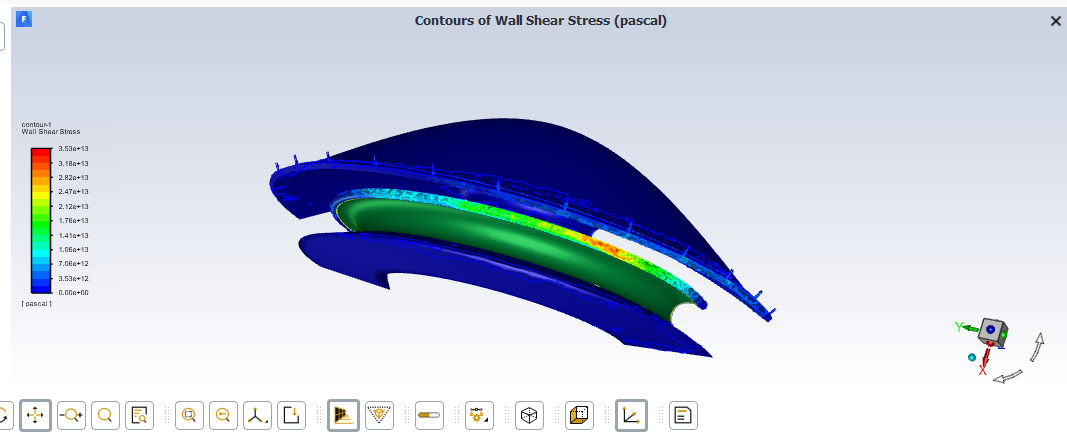 F
Contours of Wall Shear Stress (pascal)
contour-1
Wall Shear Stress
3.53e+13
3.18e+13
2.82e+13
2.47e+13
2.12e+13
1.76e+13
1.41e+13
1.06e+13
7.06e+12
3.53e+12
0.00e+00
[ pascal ]
Y
X